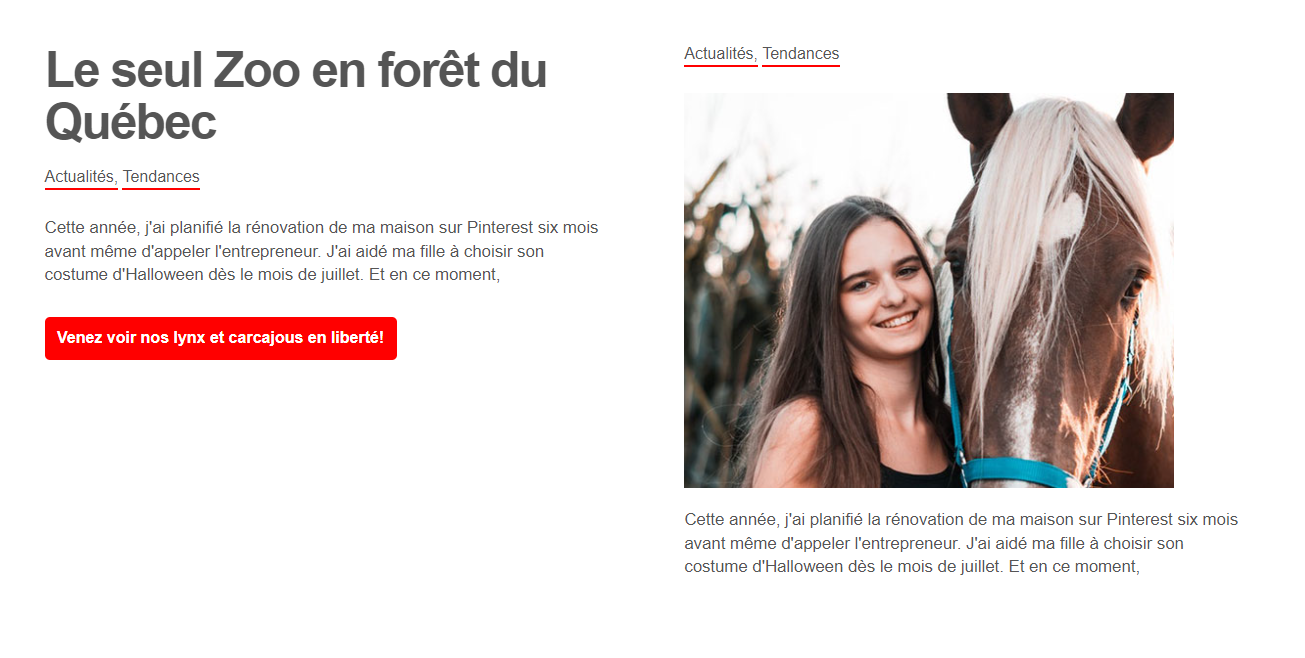 Le seul Zoo en forêt du
Québec
Actualités, Tendances
Cette année, j'ai planifié la rénovation de ma maison sur Pinterest six mois
avant même d'appeler l'entrepreneur. J'ai aidé ma fille à choisir son
costume d'Halloween dès le mois de juillet. Et en ce moment,
Venez voir nos lynx et carcajous en liberté!
Actualités, Tendances
Cette année, j'ai planifié la rénovation de ma maison sur Pinterest six mois
avant même d'appeler l'entrepreneur. J'ai aidé ma fille à choisir son
costume d'Halloween dès le mois de juillet. Et en ce moment,